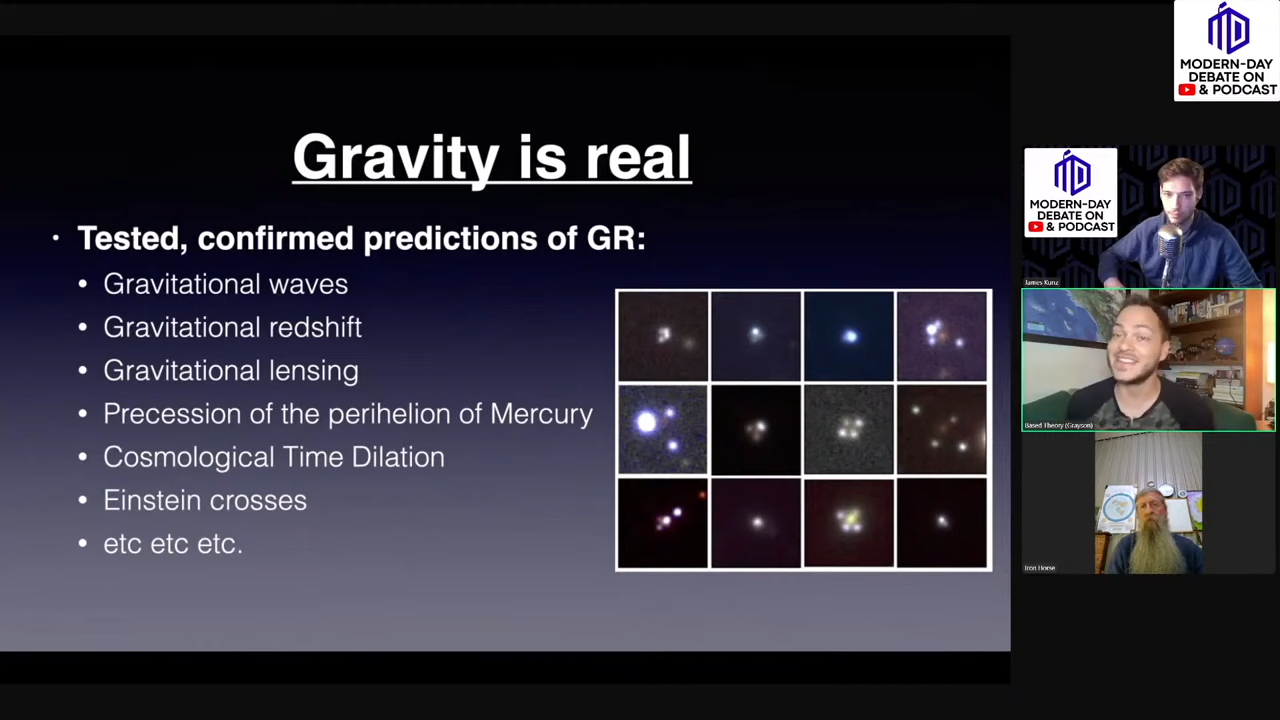 Gravity is real
• Tested, confirmed predictions of GR:
• Gravitational waves
• Gravitational redshift
• Gravitational lensing
• Precession of the perihelion of Mercury
• Cosmological Time Dilation
• Einstein crosses
• etc etc etc.
MODERN-DAY
DEBATE ON
& PODCAST
MODERN-DAY
DEBATE ON
& PODCAST
James Kunz
Based Theory (Grayson)
Iron Horse